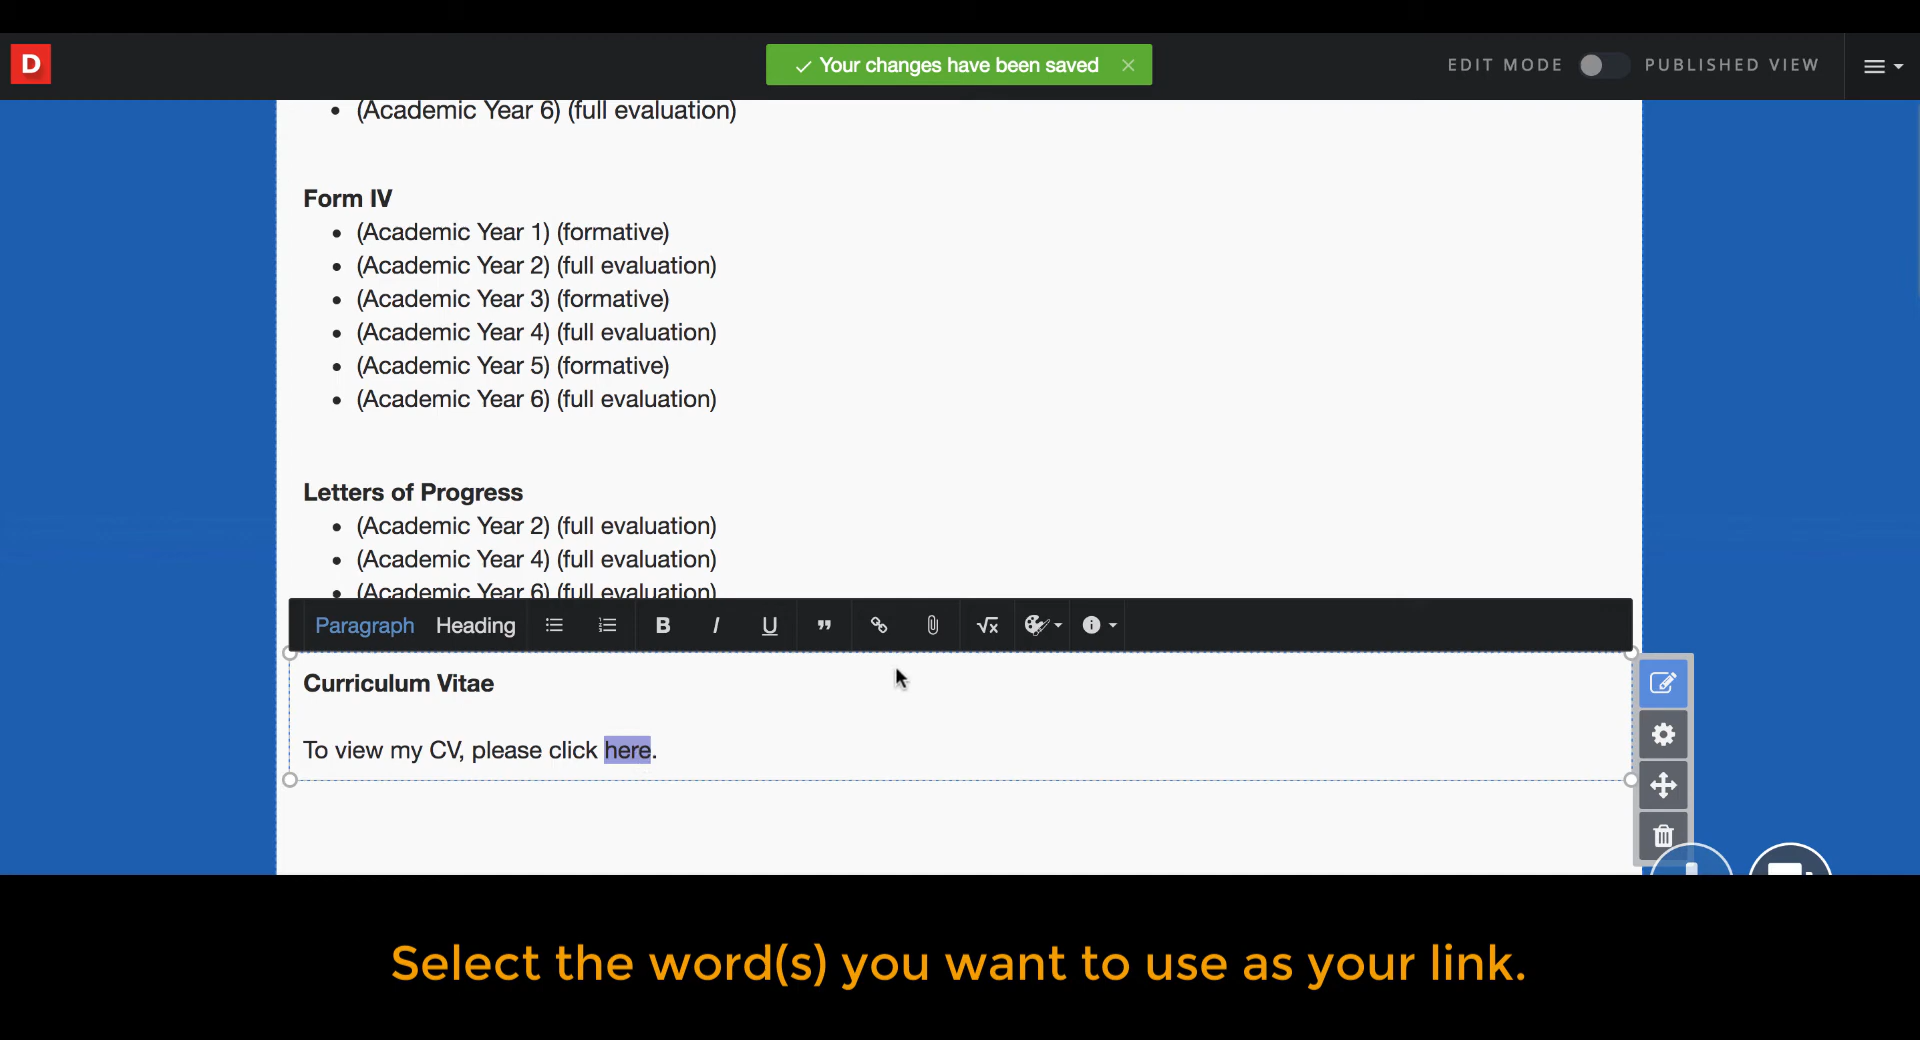 D
Your changes have been saved
EDIT MODE PUBLISHED VIEW
• (Academic Year 6) (full evaluation)
Form IV
• (Academic Year 1) (formative)
• (Academic Year 2) (full evaluation)
• (Academic Year 3) (formative)
• (Academic Year 4) (full evaluation)
• (Academic Year 5) (formative)
• (Academic Year 6) (full evaluation)
Letters of Progress
• (Academic Year 2) (full evaluation)
• (Academic Year 4) (full evaluation)
• (Academic Year 6) (full evaluation)
Paragraph Heading B I U
Curriculum Vitae
To view my CV, please click here.
Select the word(s) you want to use as your link.